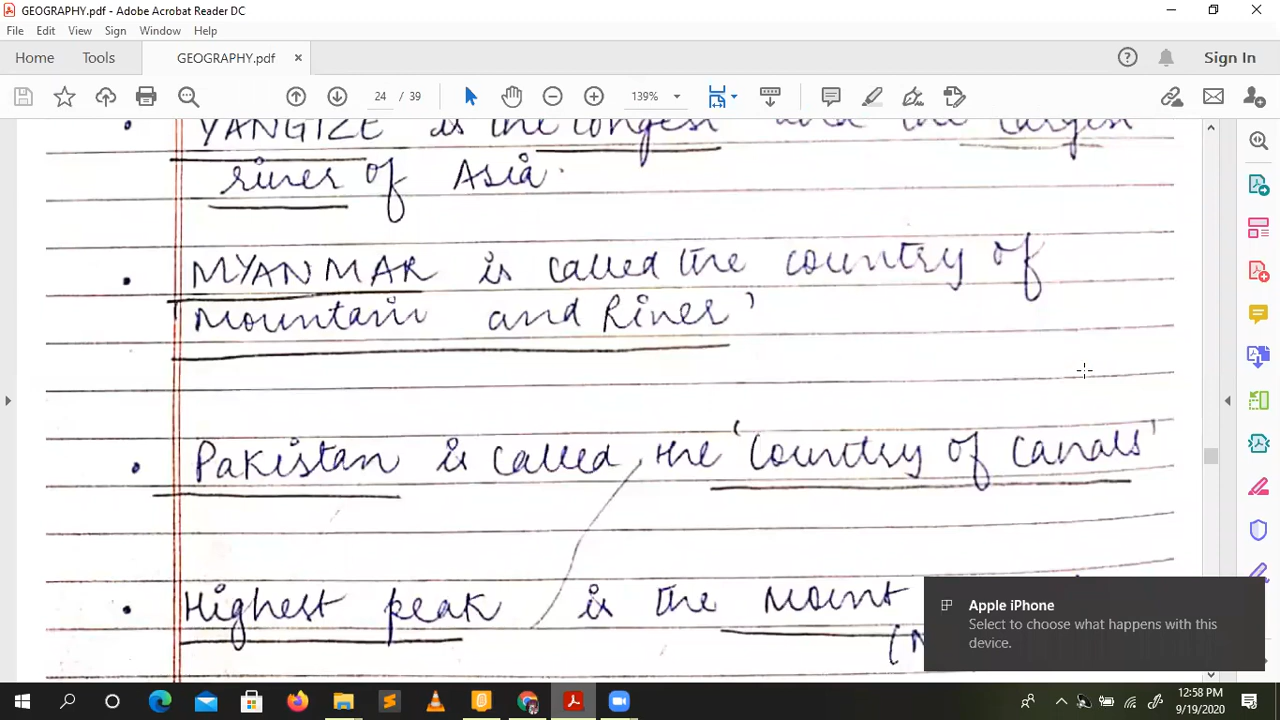 GEOGRAPHY.pdf - Adobe Acrobat Reader DC
File Edit View Sign Window Help
Home Tools GEOGRAPHY.pdf × Sign In
24 / 39 139%
YANGTZE is the longest and the largest
river of Asia.
• MYANMAR is called the country of
'Mountain and River'
• Pakistan is called the 'Country of Canals'
• Highest peak is the Mount
Apple iPhone
Select to choose what happens with this
device.
12:58 PM
9/19/2020